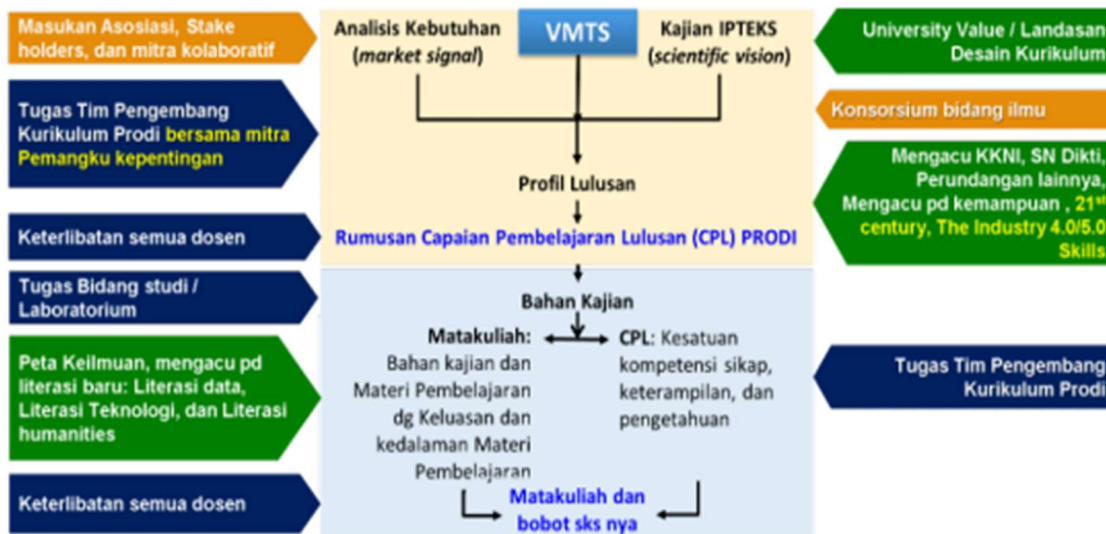 Masukan Asosiasi, Stake
holders, dan mitra kolaboratif
Tugas Tim Pengembang
Kurikulum Prodi bersama mitra
Pemangku kepentingan
Keterlibatan semua dosen
Tugas Bidang studi /
Laboratorium
Peta Keilmuan, mengacu pd
literasi baru: Literasi data,
Literasi Teknologi, dan Literasi
humanities
Keterlibatan semua dosen
Analisis Kebutuhan
(market signal)
VMTS
Kajian IPTEKS
(scientific vision)
Profil Lulusan
Rumusan Capaian Pembelajaran Lulusan (CPL) PRODI
Bahan Kajian
Matakuliah:
Bahan kajian dan
Materi Pembelajaran
dg Keluasan dan
kedalaman Materi
Pembelajaran
CPL: Kesatuan
kompetensi sikap,
keterampilan, dan
pengetahuan
Matakuliah dan
bobot sks nya
University Value / Landasan
Desain Kurikulum
Konsorsium bidang ilmu
Mengacu KKNI, SN Dikti,
Perundangan lainnya,
Mengacu pd kemampuan , 21st
century, The Industry 4.0/5.0
Skills
Tugas Tim Pengembang
Kurikulum Prodi